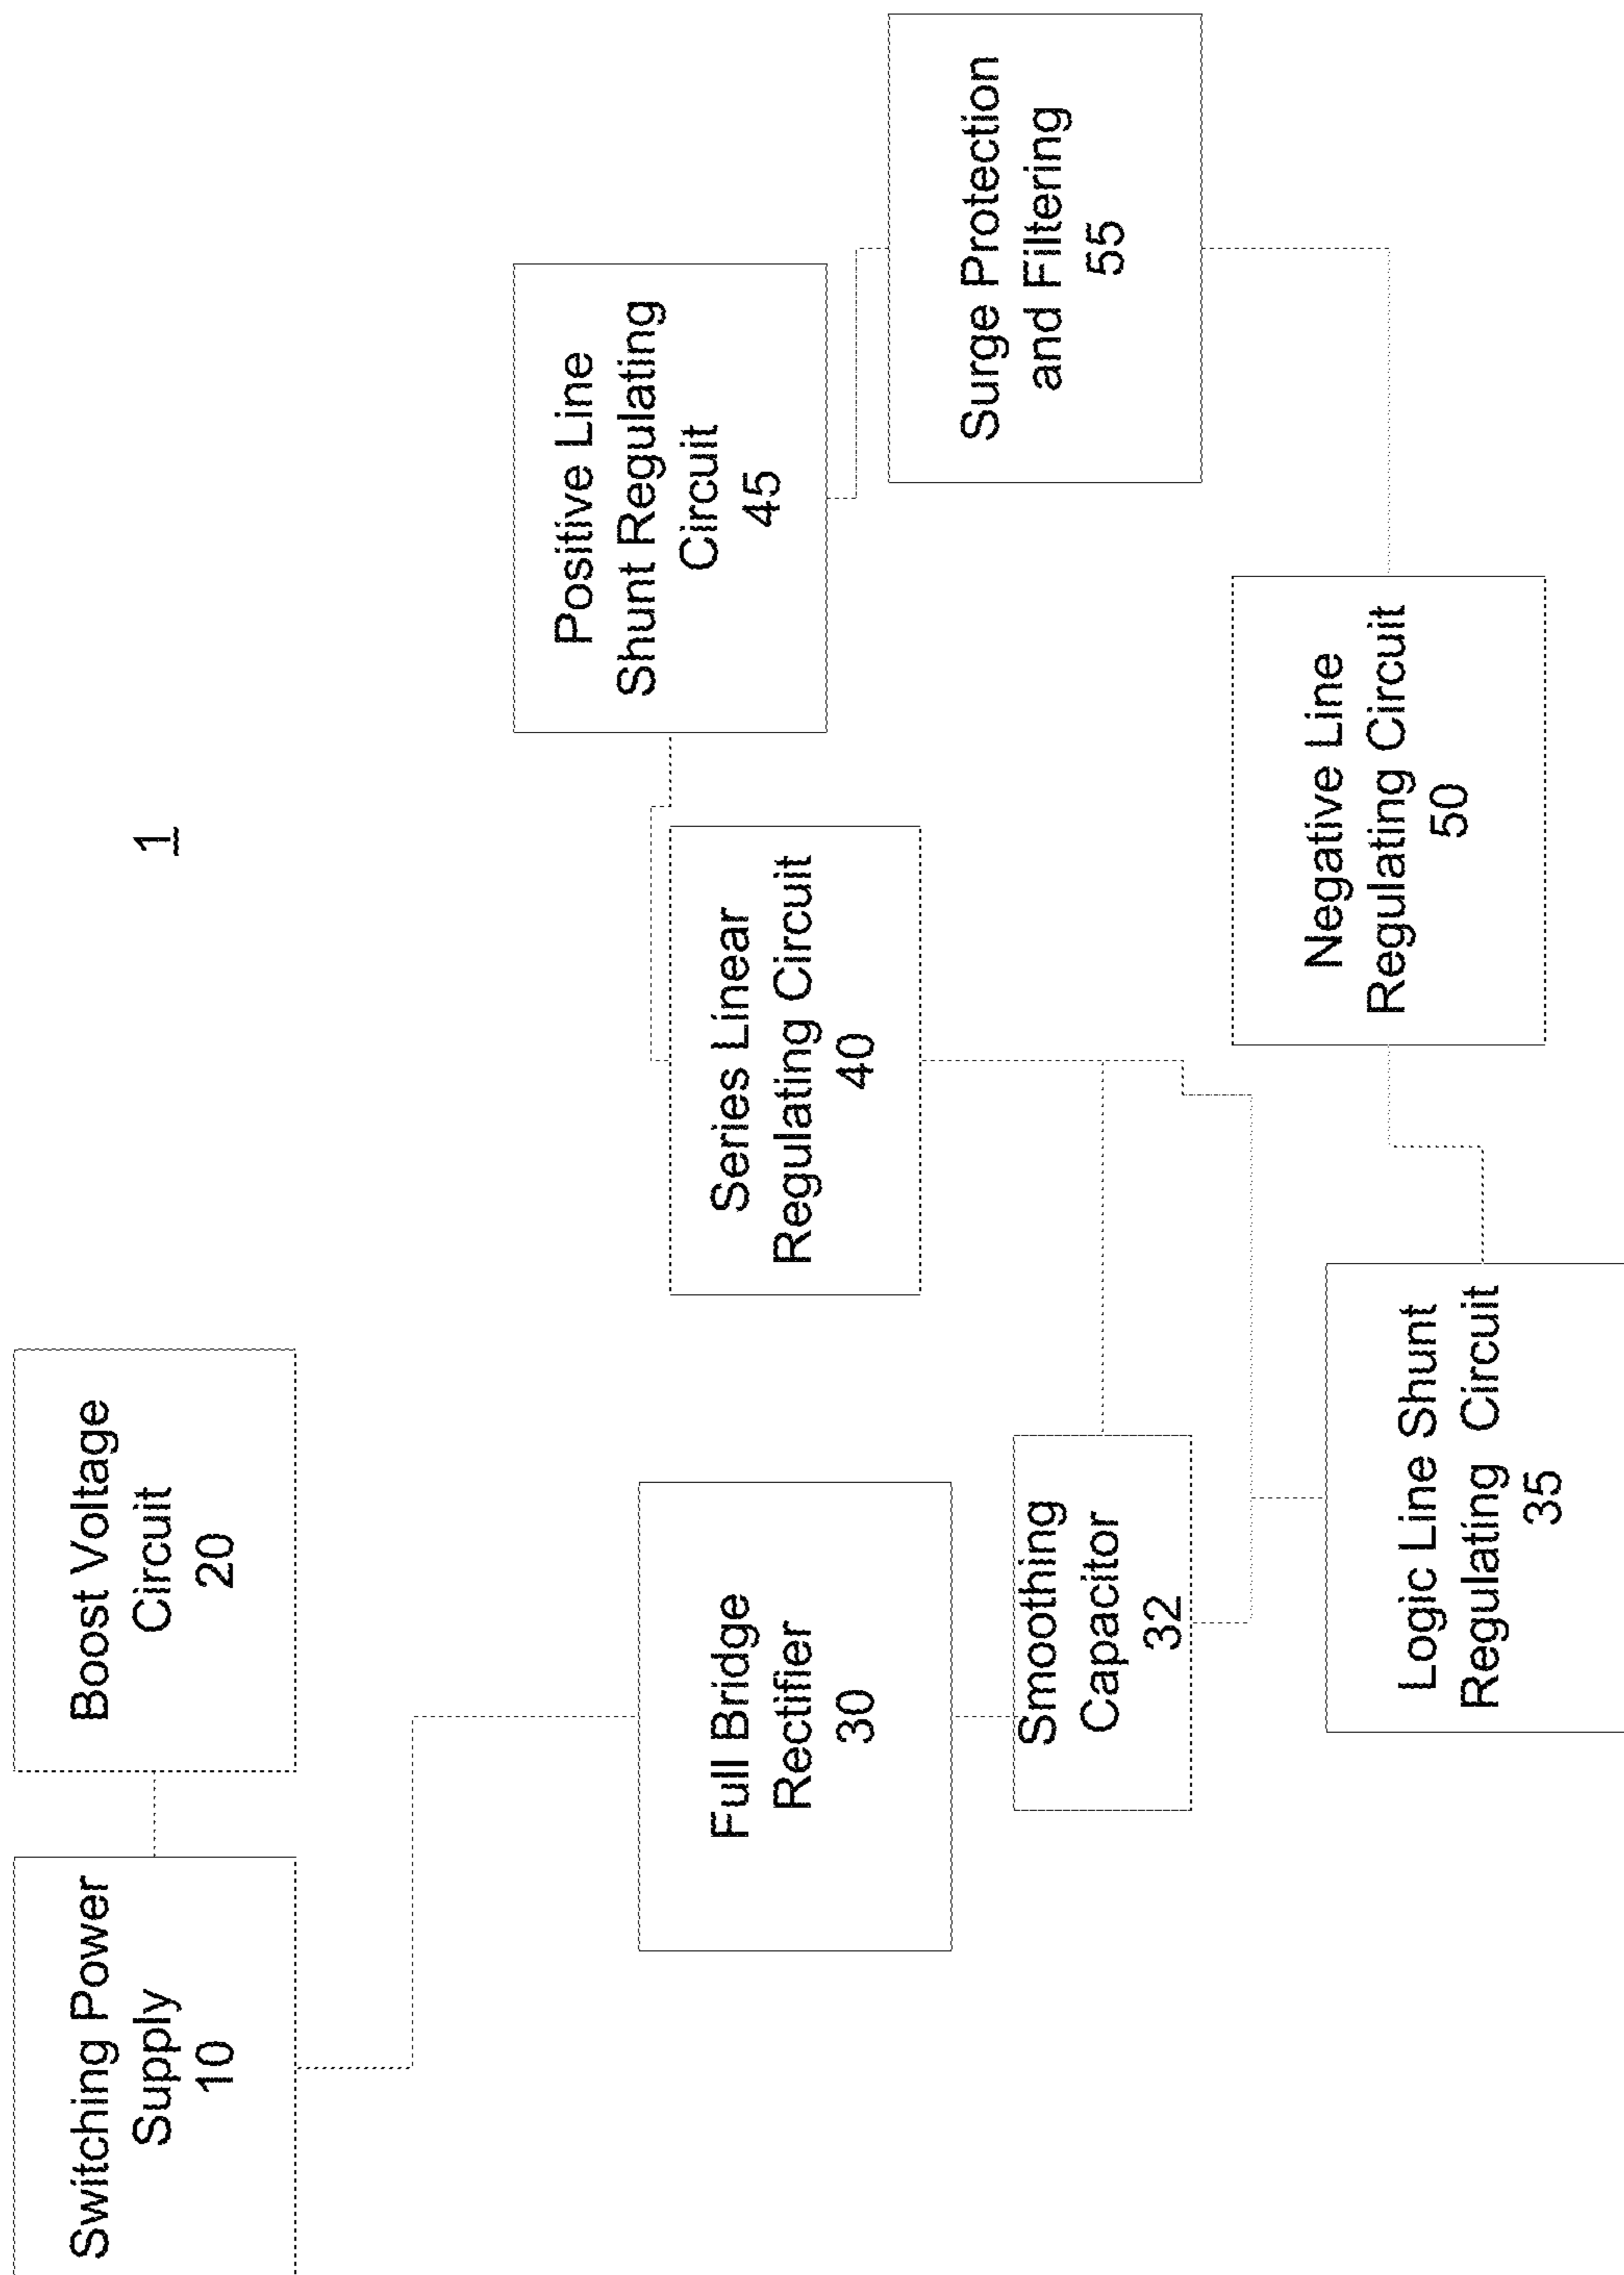 1
Switching Power
Supply
10
Boost Voltage
Circuit
20
Full Bridge
Rectifier
30
Smoothing
Capacitor
32
Logic Line Shunt
Regulating Circuit
35
Series Linear
Regulating Circuit
40
Positive Line
Shunt Regulating
Circuit
45
Negative Line
Regulating Circuit
50
Surge Protection
and Filtering
55